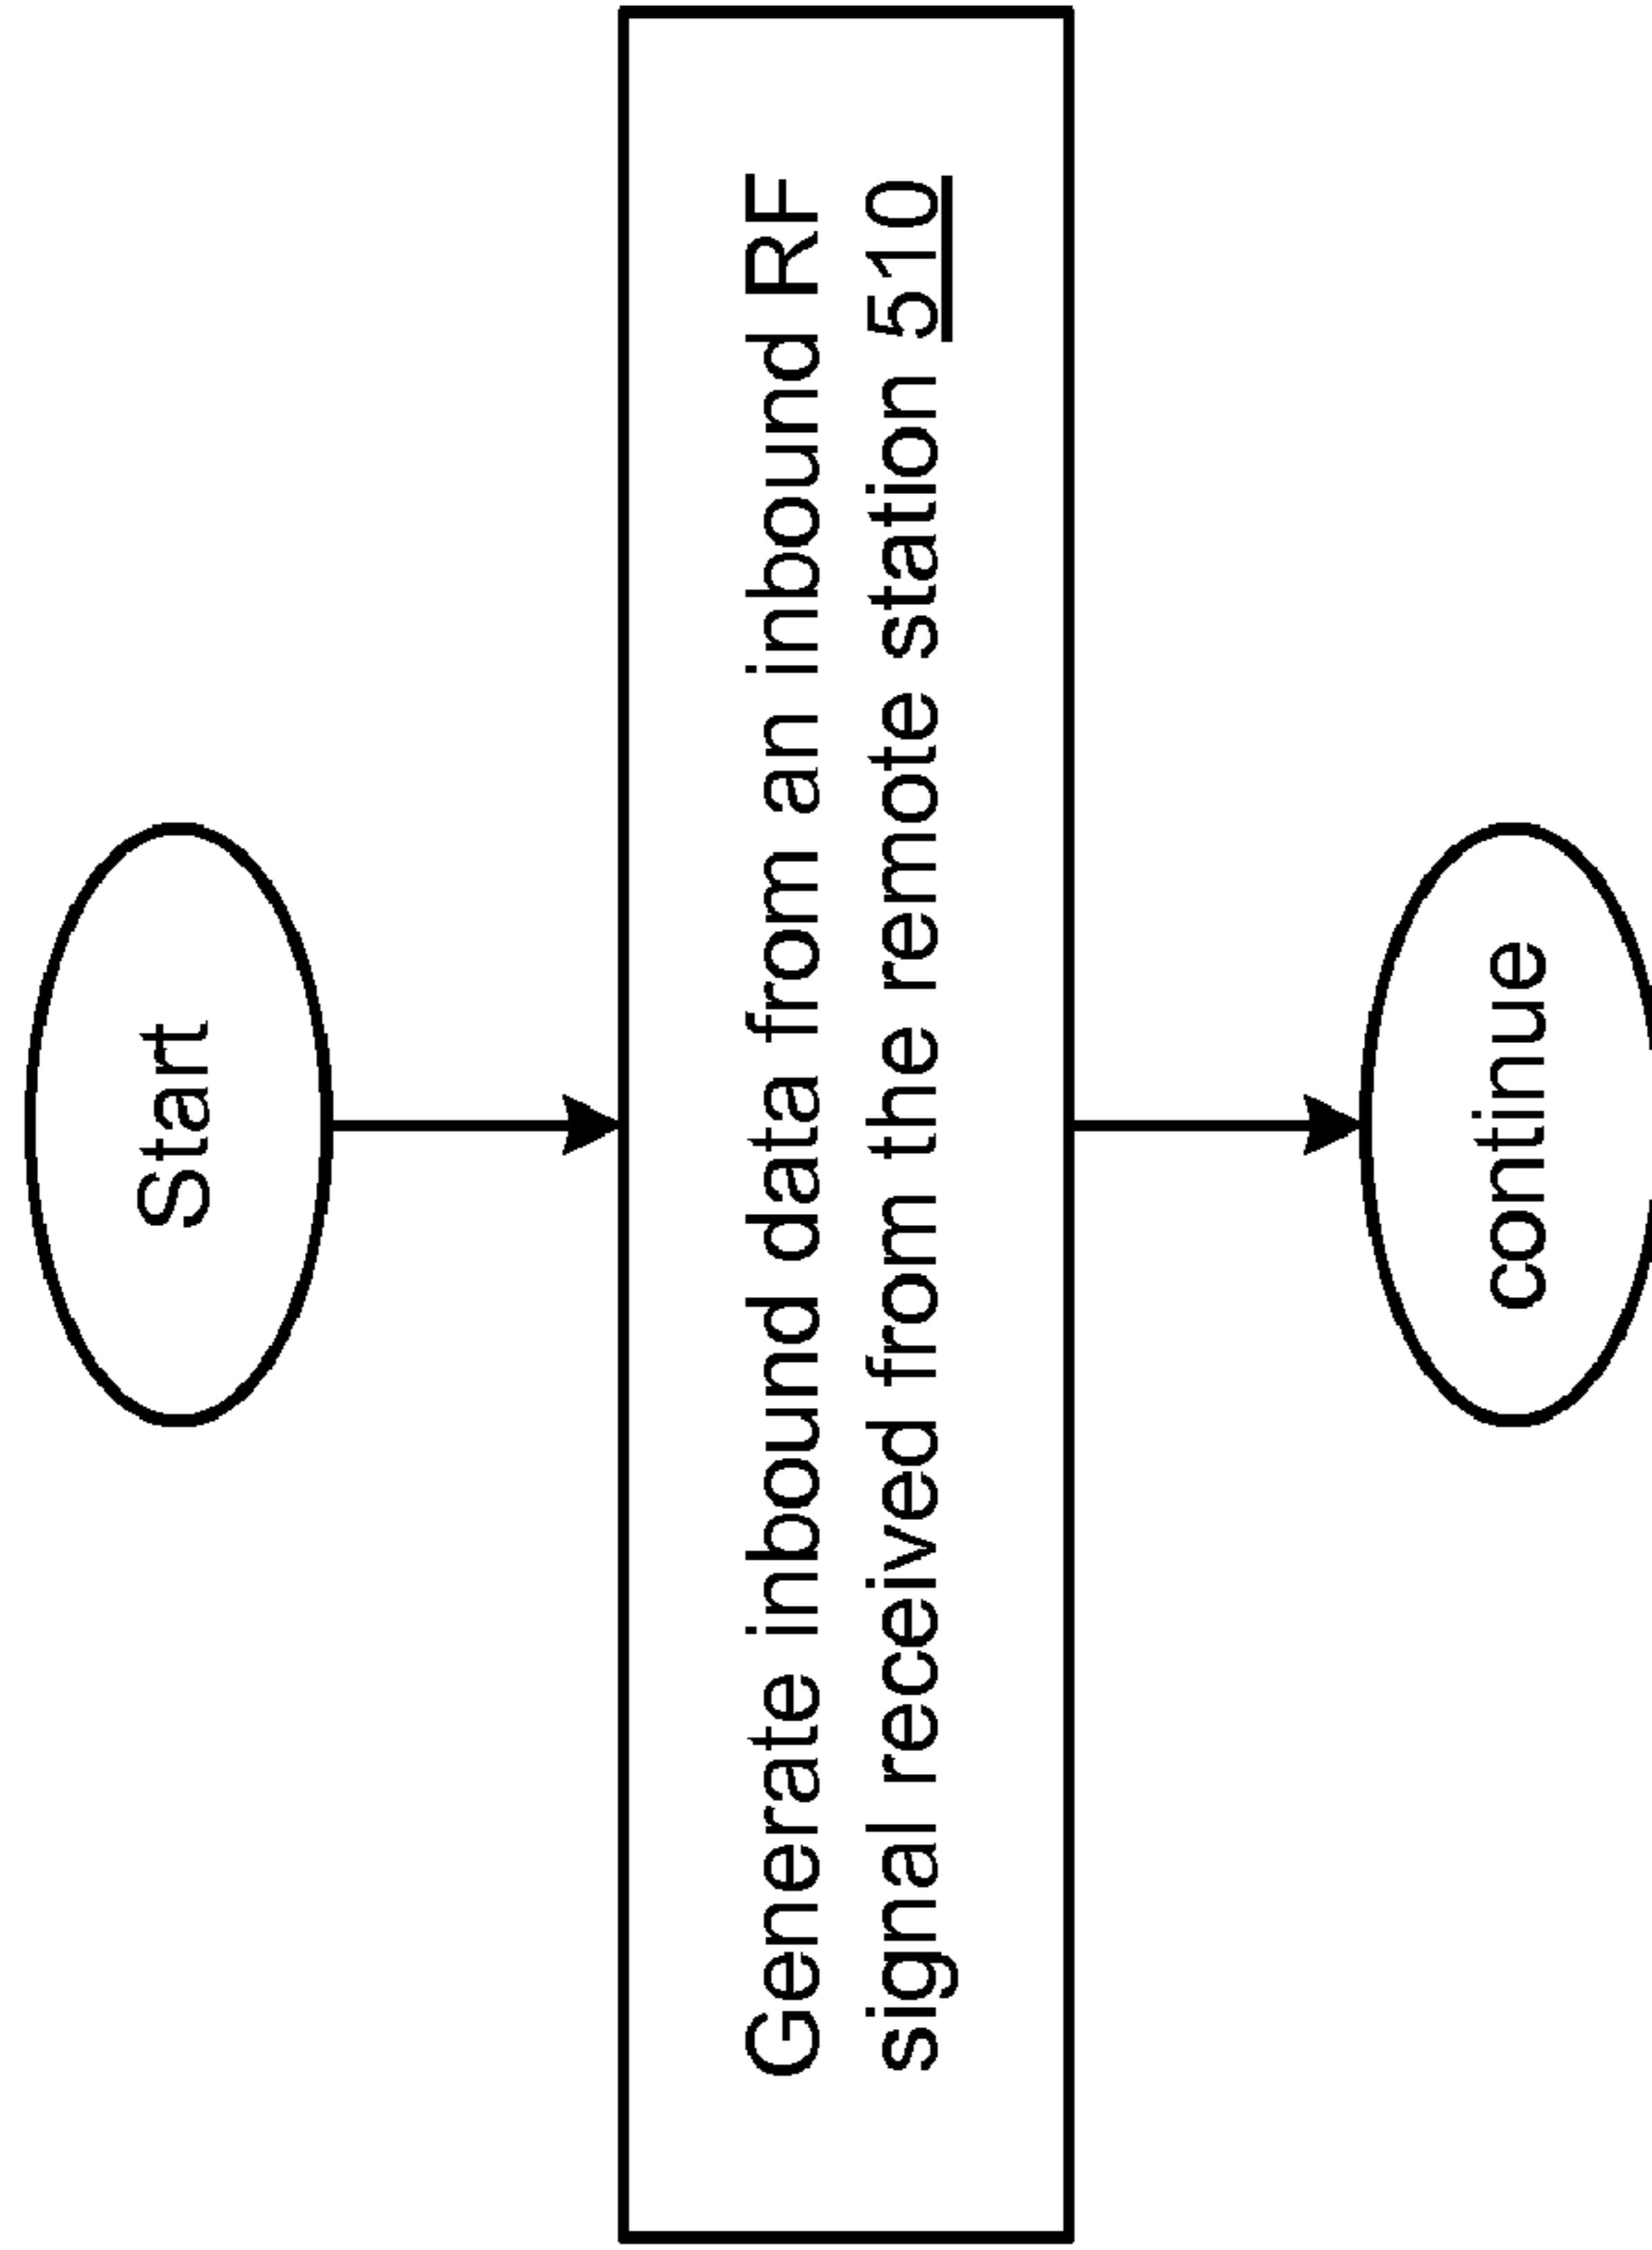 Start
Generate inbound data from an inbound RF
signal received from the remote station 510
continue